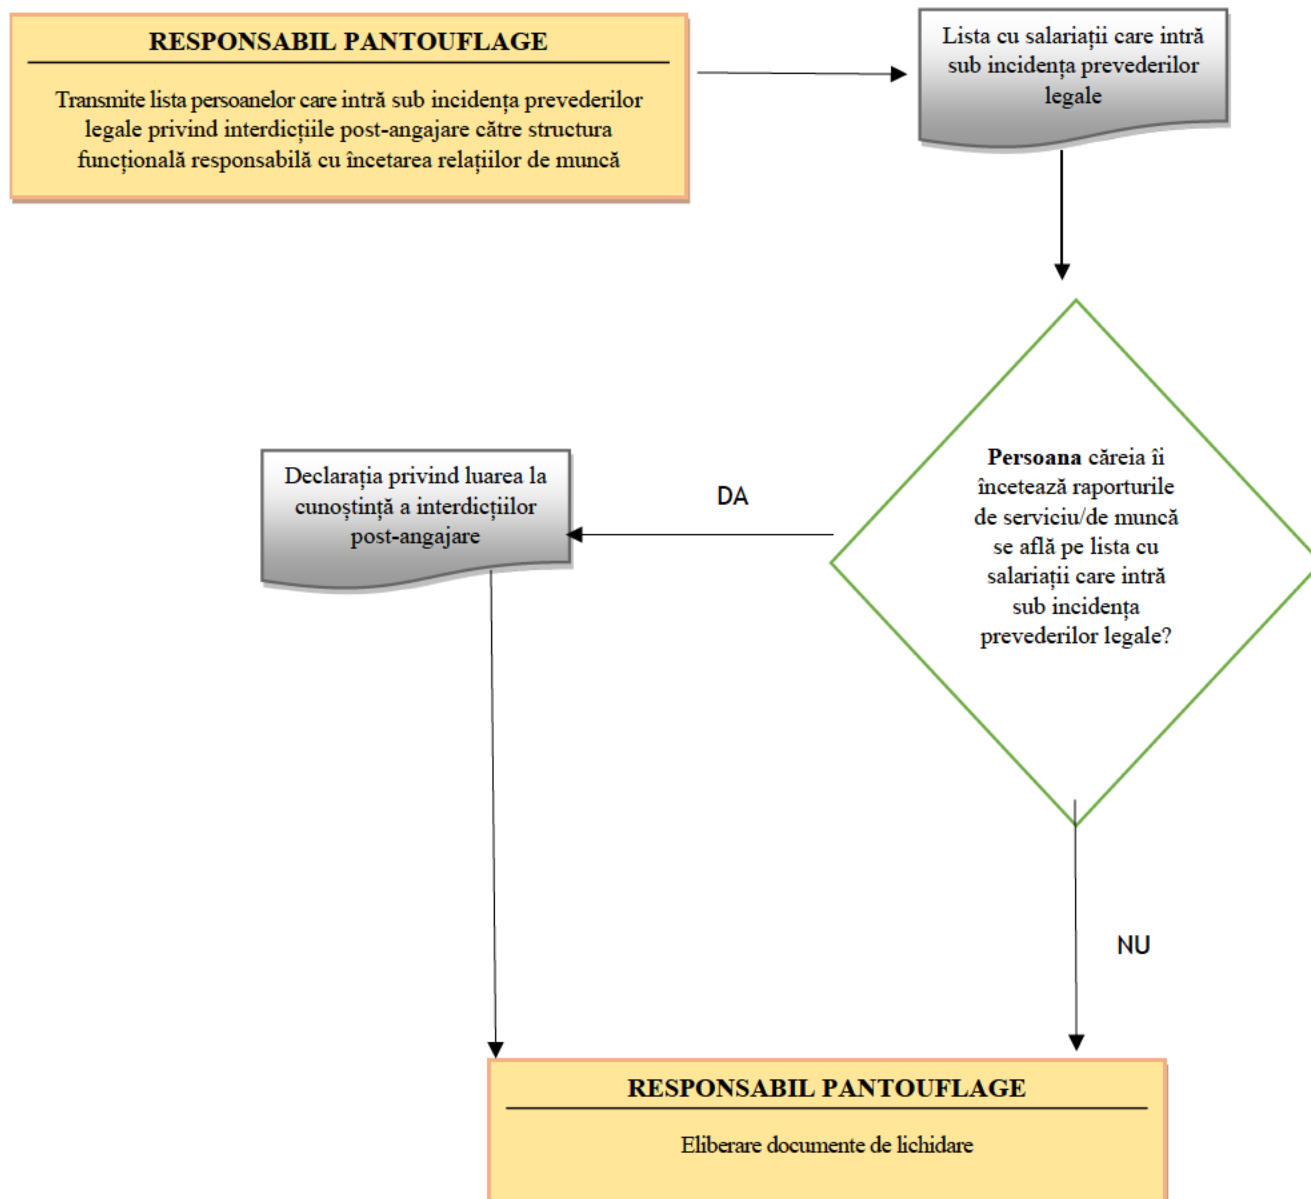 RESPONSABIL PANTOUFLAGE
Transmite lista persoanelor care intră sub incidența prevederilor
legale privind interdicțiile post-angajare către structura
funcțională responsabilă cu încetarea relațiilor de muncă
Lista cu salariații care intră
sub incidența prevederilor
legale
Persoana căreia îi
încetează raporturile
de serviciu/de muncă
se află pe lista cu
salariații care intră
sub incidența
prevederilor legale?
DA
Declarația privind luarea la
cunoștință a interdicțiilor
post-angajare
NU
RESPONSABIL PANTOUFLAGE
Eliberare documente de lichidare